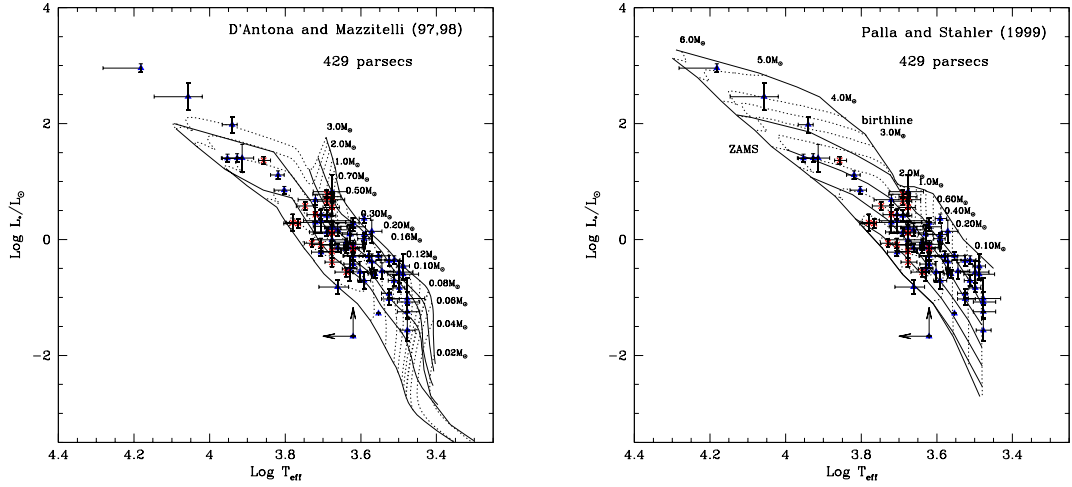 D'Antona and Mazzitelli (97,98)
429 parsecs
3.0M⊙
2.0M⊙
1.0M⊙
0.70M⊙
0.50M⊙
0.30M⊙
0.20M⊙
0.16M⊙
0.12M⊙
0.10M⊙
0.08M⊙
0.06M⊙
0.04M⊙
0.02M⊙
4
2
0
−2
Log L*/L⊙
4.4 4.2 4 3.8 3.6 3.4
Log Teff
Palla and Stahler (1999)
429 parsecs
6.0M⊙
5.0M⊙
4.0M⊙
birthline
3.0M⊙
ZAMS
2.0M⊙
1.0M⊙
0.60M⊙
0.40M⊙
0.20M⊙
0.10M⊙
4
2
0
−2
Log L*/L⊙
4.4 4.2 4 3.8 3.6 3.4
Log Teff